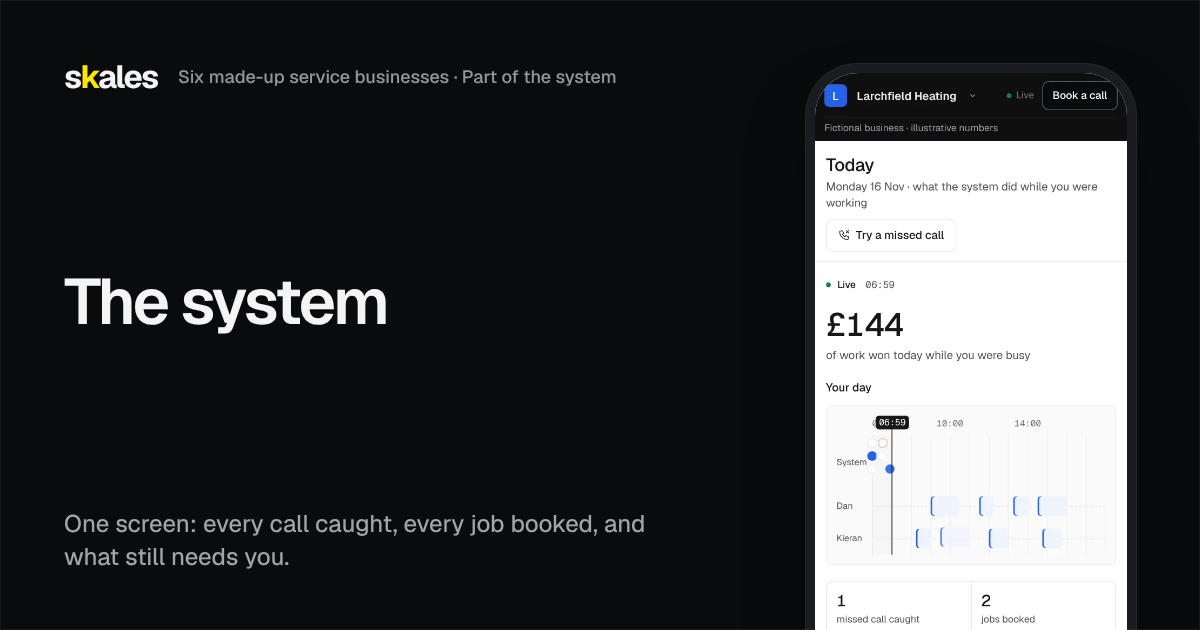 skales
Six made-up service businesses · Part of the system
The system
One screen: every call caught, every job booked, and
what still needs you.
L
Larchfield Heating
Live
Book a call
Fictional business · illustrative numbers
Today
Monday 16 Nov · what the system did while you were
working
Try a missed call
Live 06:59
£144
of work won today while you were busy
Your day
06:59 10:00 14:00
System
Dan
Kieran
1
missed call caught
2
jobs booked